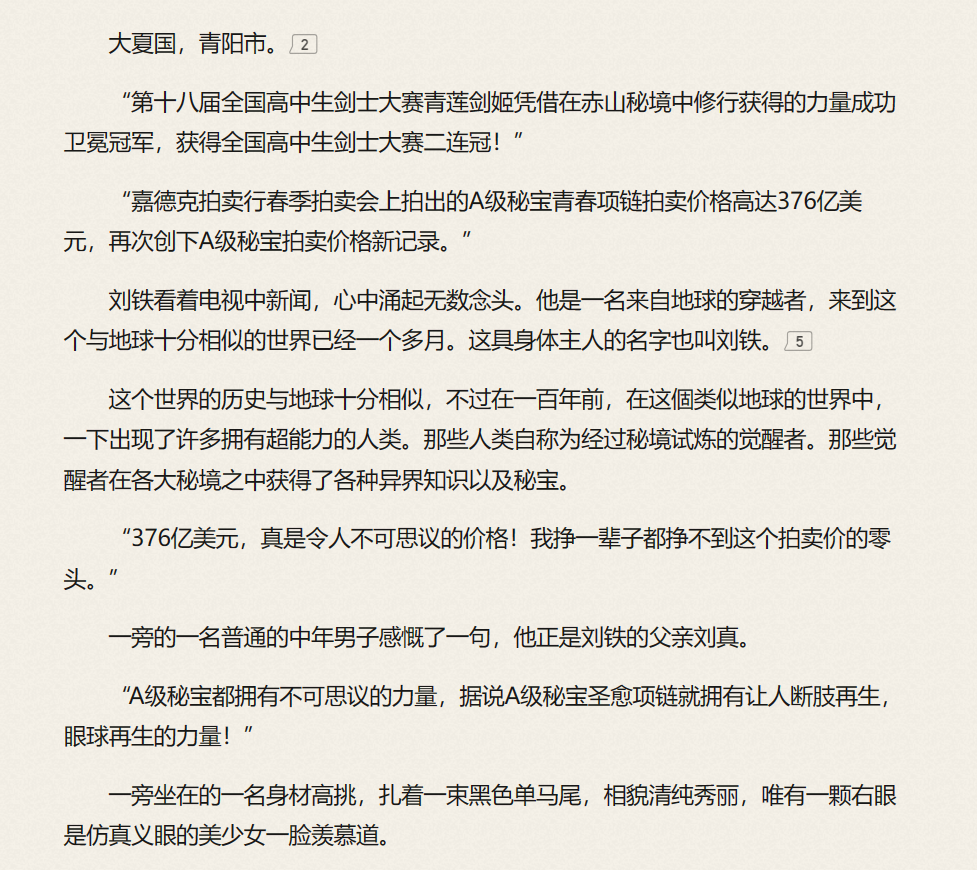 大夏国，青阳市。 2
“第十八届全国高中生剑士大赛青莲剑姬凭借在赤山秘境中修行获得的力量成功
卫冕冠军，获得全国高中生剑士大赛二连冠！”
“嘉德克拍卖行春季拍卖会上拍出的A级秘宝青春项链拍卖价格高达376亿美
元，再次创下A级秘宝拍卖价格新记录。”
刘铁看着电视中新闻，心中涌起无数念头。他是一名来自地球的穿越者，来到这
个与地球十分相似的世界已经一个多月。这具身体主人的名字也叫刘铁。 5
这个世界的历史与地球十分相似，不过在一百年前，在这個类似地球的世界中，
一下出现了许多拥有超能力的人类。那些人类自称为经过秘境试炼的觉醒者。那些觉
醒者在各大秘境之中获得了各种异界知识以及秘宝。
“376亿美元，真是令人不可思议的价格！我挣一辈子都挣不到这个拍卖价的零
头。”
一旁的一名普通的中年男子感慨了一句，他正是刘铁的父亲刘真。
“A级秘宝都拥有不可思议的力量，据说A级秘宝圣愈项链就拥有让人断肢再生，
眼球再生的力量！”
一旁坐在的一名身材高挑，扎着一束黑色单马尾，相貌清纯秀丽，唯有一颗右眼
是仿真义眼的美少女一脸羡慕道。